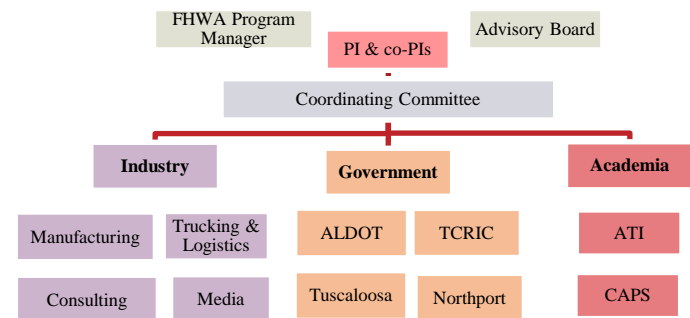 FHWA Program
Manager
Advisory Board
PI & co-PIs
Coordinating Committee
Industry
Government
Academia
Manufacturing
Trucking &
Logistics
ALDOT
TCRIC
ATI
Consulting
Media
Tuscaloosa
Northport
CAPS